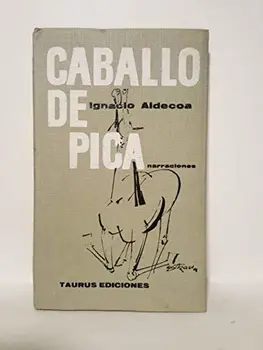 CABALLO
DE
Ignacio Aldecoa
PICA
narraciones
TAURUS EDICIONES